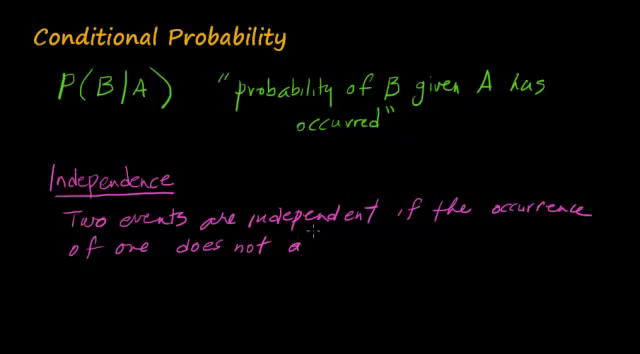 Conditional Probability
P(B/A) "probability of B given A has
occurred"
Independence
Two events are independent if the occurrence
of one does not a